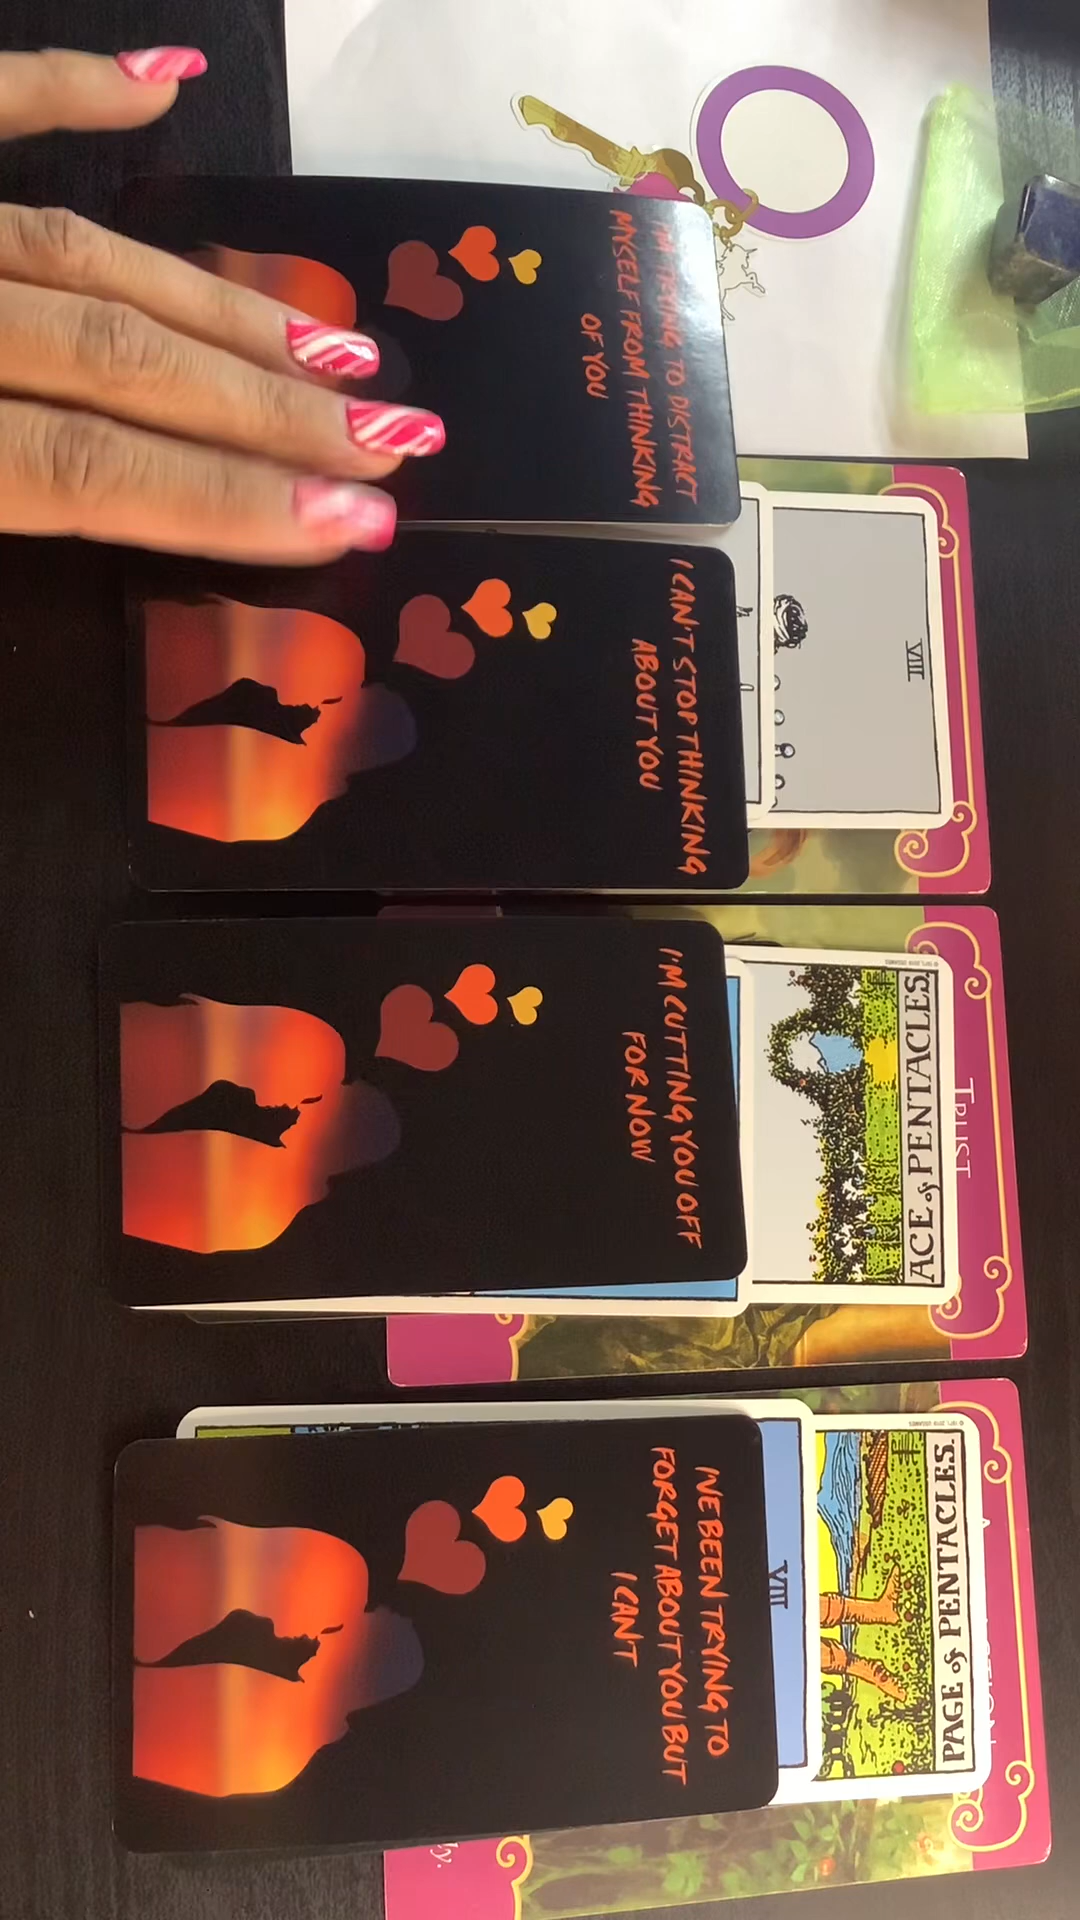 I'M TRYING TO DISTRACT
MYSELF FROM THINKING
OF YOU
I CAN'T STOP THINKING
ABOUT YOU
VIII
I'M CUTTING YOU OFF
FOR NOW
ACE of PENTACLES.
TRUST
I'VE BEEN TRYING TO
FORGET ABOUT YOU BUT
I CAN'T
VII
PAGE of PENTACLES.